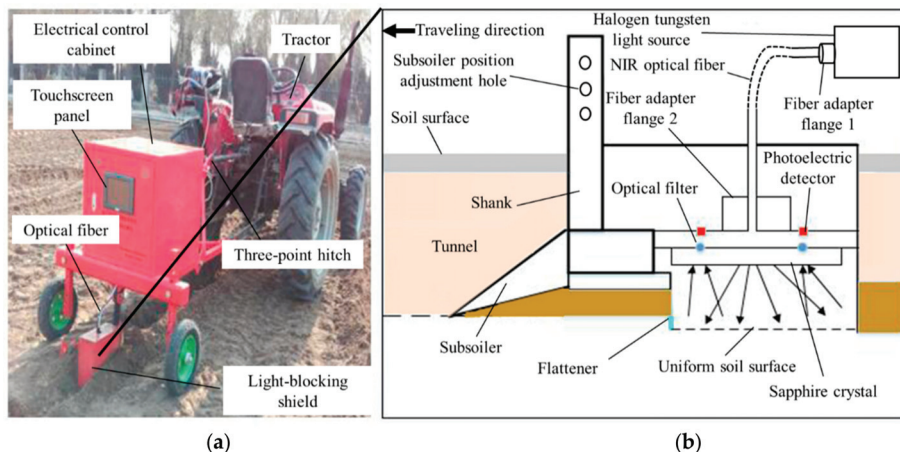 Electrical control
cabinet
Tractor
Touchscreen
panel
Optical fiber
Three-point hitch
Light-blocking
shield
(a)
Traveling direction
Halogen tungsten
light source
Subsoiler position
adjustment hole
NIR optical fiber
Fiber adapter
flange 1
Fiber adapter
flange 2
Soil surface
Photoelectric
detector
Optical filter
Shank
Tunnel
Subsoiler
Flattener
Uniform soil surface
Sapphire crystal
(b)